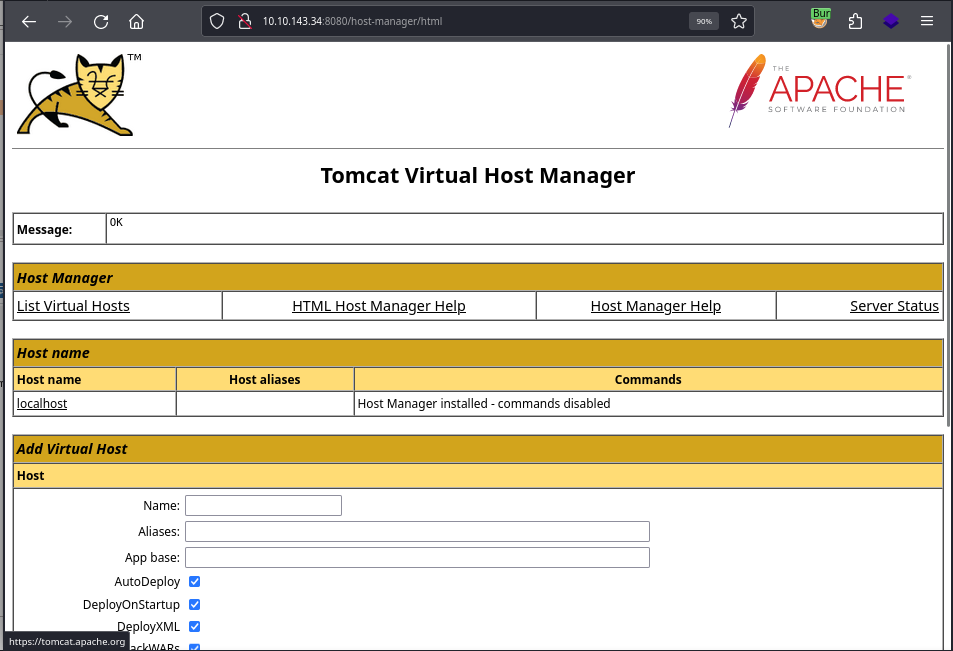 Bur
10.10.143.34:8080/host-manager/html
90%
TM
THE
APACHE®
SOFTWARE FOUNDATION
Tomcat Virtual Host Manager
Message: OK
Host Manager
List Virtual Hosts HTML Host Manager Help Host Manager Help Server Status
Host name
Host name Host aliases Commands
localhost Host Manager installed - commands disabled
Add Virtual Host
Host
Name:
Aliases:
App base:
AutoDeploy
DeployOnStartup
DeployXML
https://tomcat.apache.org
ackWARs